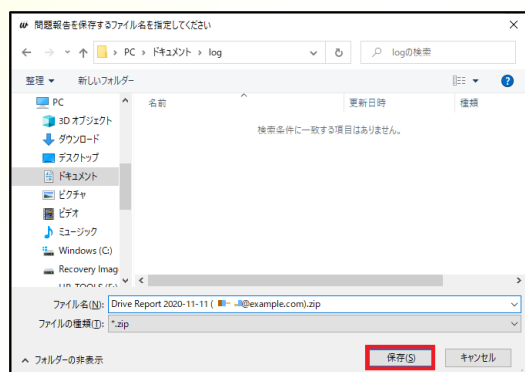 問題報告を保存するファイル名を指定してください
PC › ドキュメント › log
logの検索
整理 新しいフォルダー
名前 更新日時 種類
検索条件に一致する項目はありません。
PC
3D オブジェクト
ダウンロード
デスクトップ
ドキュメント
ピクチャ
ビデオ
ミュージック
Windows (C:)
Recovery Imag
ファイル名(N): Drive Report 2020-11-11 ( @example.com).zip
ファイルの種類(T): *.zip
フォルダーの非表示
保存(S) キャンセル